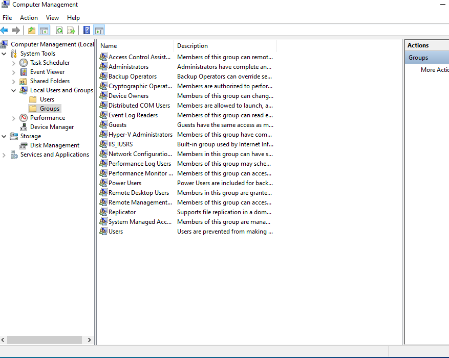 Computer Management
File Action View Help
Computer Management (Local
System Tools
Task Scheduler
Event Viewer
Shared Folders
Local Users and Groups
Users
Groups
Performance
Device Manager
Storage
Disk Management
Services and Applications
Name Description
Access Control Assist... Members of this group can remot...
Administrators Administrators have complete an...
Backup Operators Backup Operators can override se...
Cryptographic Operat... Members are authorized to perfor...
Device Owners Members of this group can chang...
Distributed COM Users Members are allowed to launch, a...
Event Log Readers Members of this group can read e...
Guests Guests have the same access as m...
Hyper-V Administrators Members of this group have com...
IIS_IUSRS Built-in group used by Internet Inf...
Network Configuratio... Members in this group can have s...
Performance Log Users Members of this group may sche...
Performance Monitor ... Members of this group can acces...
Power Users Power Users are included for back...
Remote Desktop Users Members in this group are grante...
Remote Management... Members of this group can acces...
Replicator Supports file replication in a dom...
System Managed Acc... Members of this group are mana...
Users Users are prevented from making ...
Actions
Groups
More Actio